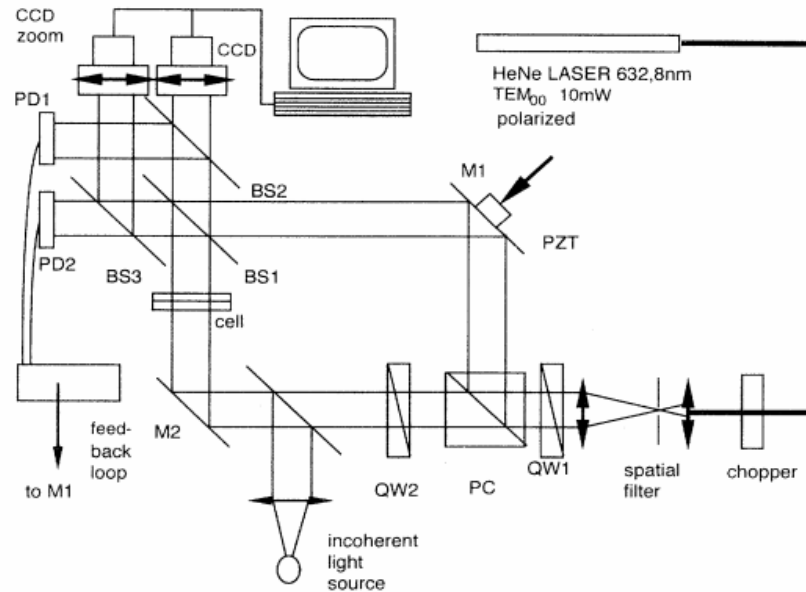 CCD
zoom
CCD
PD1
HeNe LASER 632,8nm
TEM00 10mW
polarized
M1
BS2
PZT
PD2
BS3
BS1
cell
M2
feed-
back
loop
to M1
QW2
PC
QW1
spatial
filter
chopper
incoherent
light
source